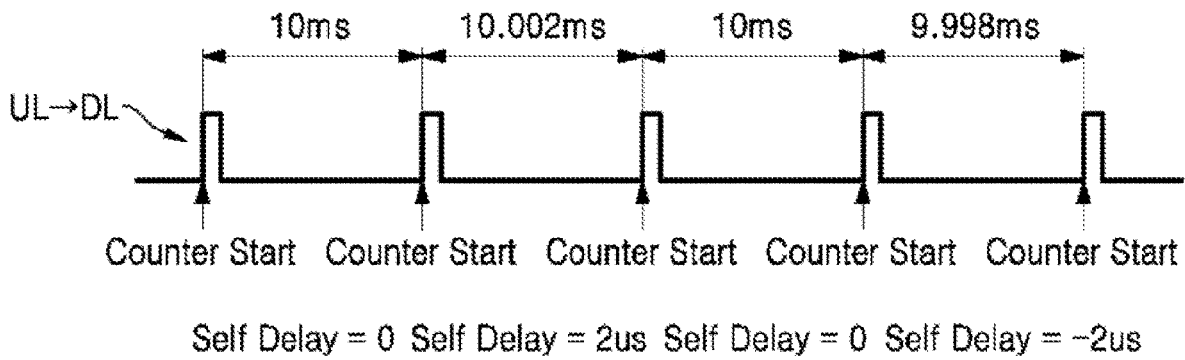 10ms 10.002ms 10ms 9.998ms
UL→DL
Counter Start Counter Start Counter Start Counter Start Counter Start
Self Delay = 0 Self Delay = 2us Self Delay = 0 Self Delay = -2us